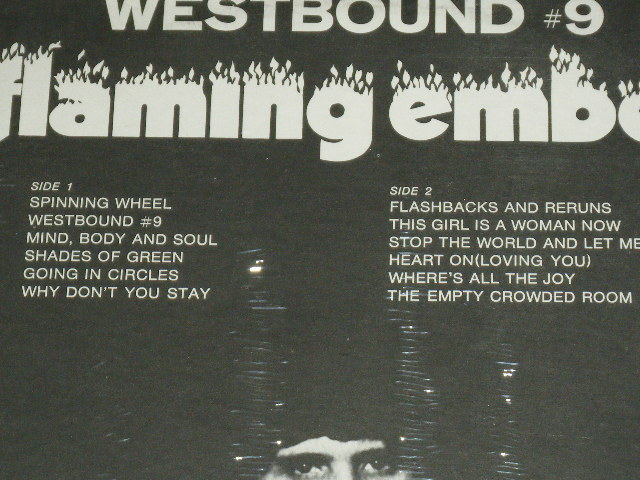 WESTBOUND #9
flaming embe
SIDE 1
SPINNING WHEEL
WESTBOUND #9
MIND, BODY AND SOUL
SHADES OF GREEN
GOING IN CIRCLES
WHY DON'T YOU STAY
SIDE 2
FLASHBACKS AND RERUNS
THIS GIRL IS A WOMAN NOW
STOP THE WORLD AND LET ME
HEART ON(LOVING YOU)
WHERE'S ALL THE JOY
THE EMPTY CROWDED ROOM